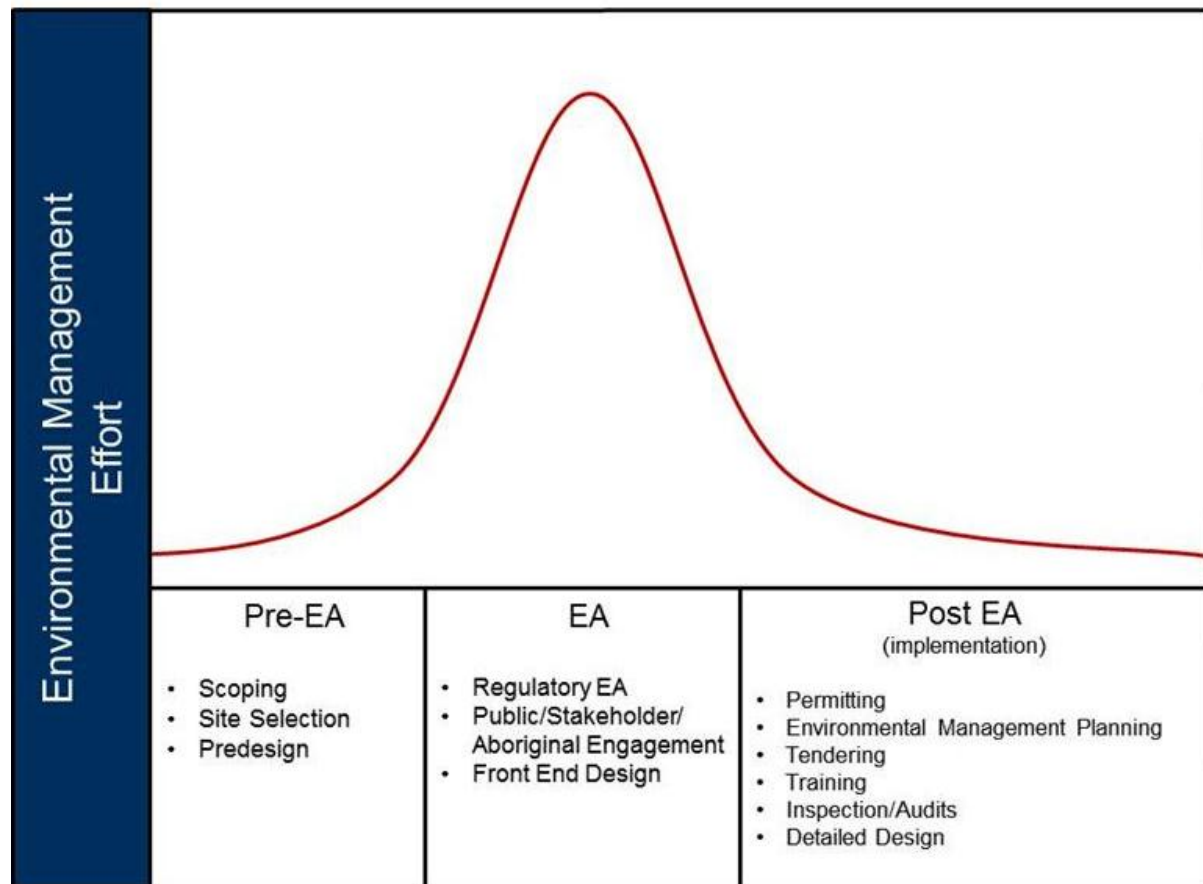 Environmental Management
Effort
Pre-EA
• Scoping
• Site Selection
• Predesign
EA
• Regulatory EA
• Public/Stakeholder/
Aboriginal Engagement
• Front End Design
Post EA
(implementation)
• Permitting
• Environmental Management Planning
• Tendering
• Training
• Inspection/Audits
• Detailed Design